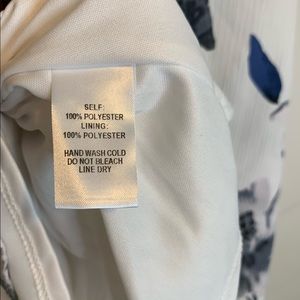 SELF:
100% POLYESTER
LINING:
100% POLYESTER
HAND WASH COLD
DO NOT BLEACH
LINE DRY